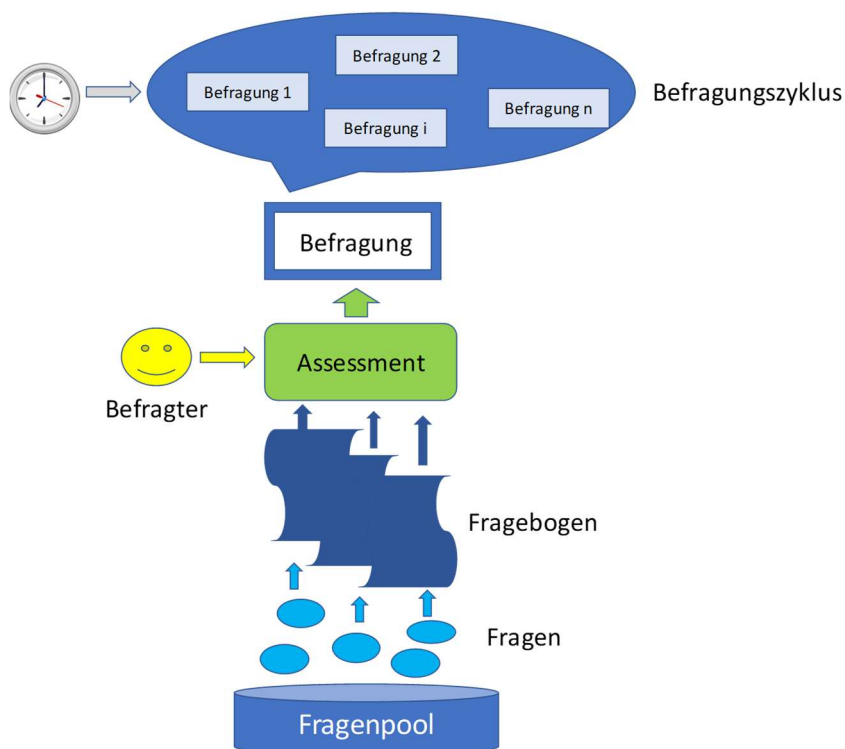 Befragung 2
Befragung 1
Befragung n
Befragung i
Befragungszyklus
Befragung
Assessment
Befragter
Fragebogen
Fragen
Fragenpool